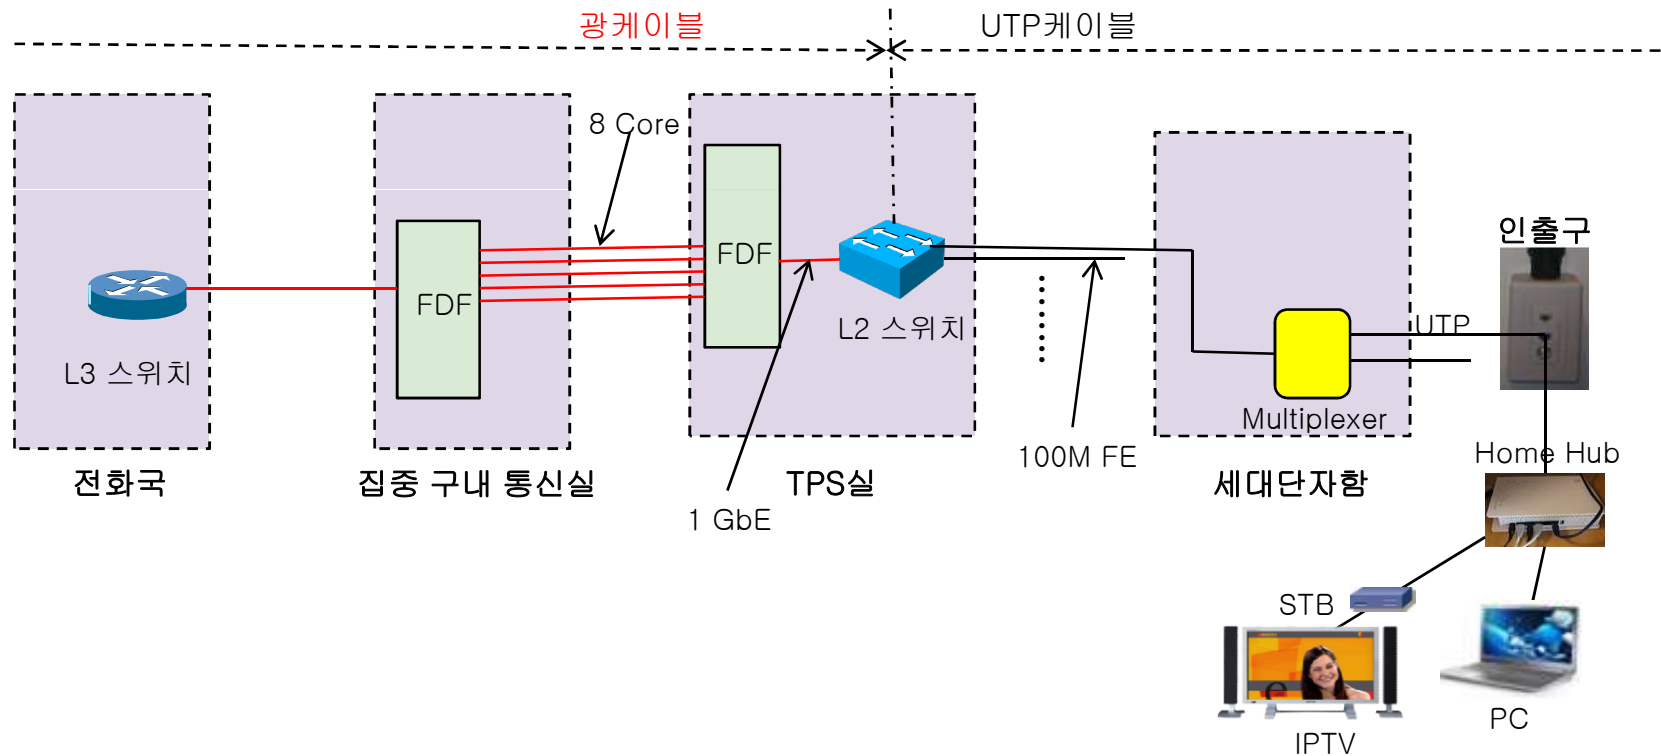 광케이블
UTP케이블
8 Core
인출구
FDF
FDF
L2 스위치
UTP
L3 스위치
Multiplexer
100M FE
Home Hub
전화국
집중 구내 통신실
TPS실
세대단자함
1 GbE
STB
PC
IPTV